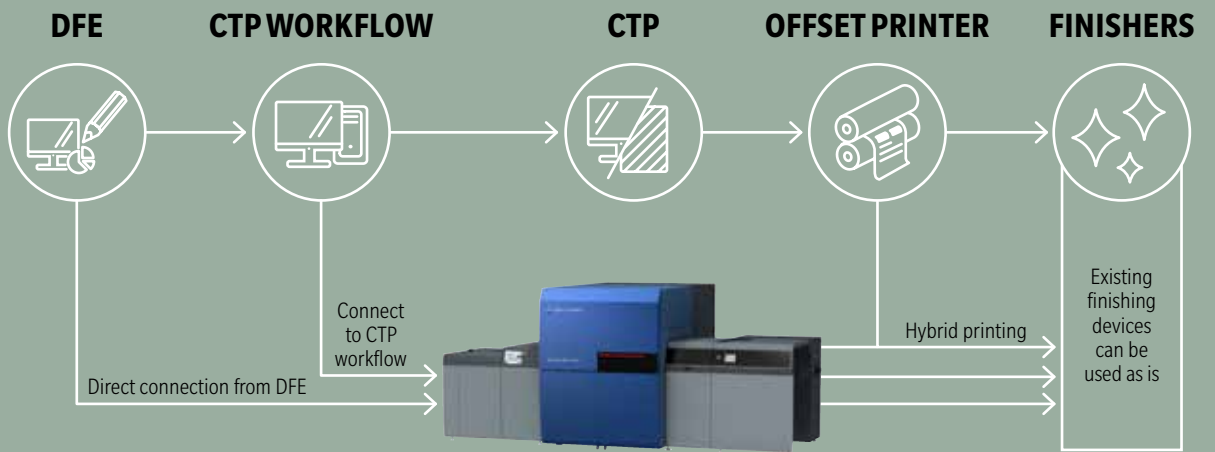 DFE
CTP WORKFLOW
CTP
OFFSET PRINTER
FINISHERS
Connect
to CTP
workflow
Direct connection from DFE
Hybrid printing
Existing
finishing
devices
can be
used as is